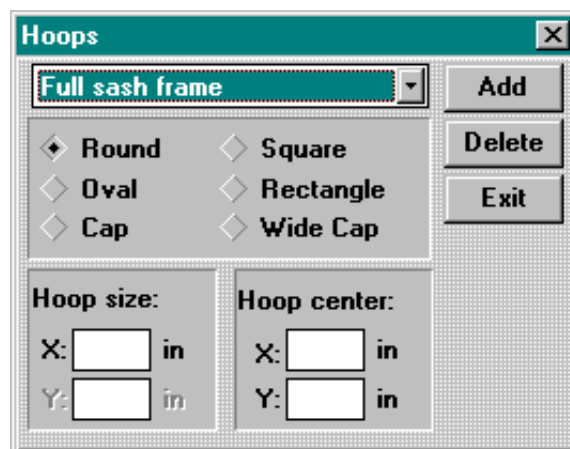 Hoops
Full sash frame
Add
Round Square
Delete
Oval Rectangle
Exit
Cap Wide Cap
Hoop size:
X: in
Y: in
Hoop center:
X: in
Y: in